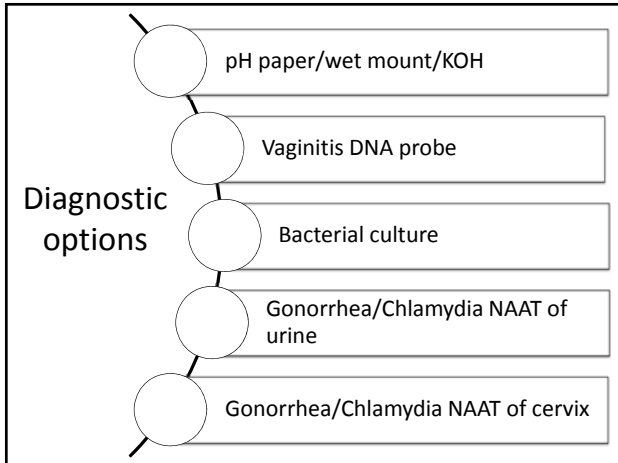 Diagnostic
options
pH paper/wet mount/KOH
Vaginitis DNA probe
Bacterial culture
Gonorrhea/Chlamydia NAAT of
urine
Gonorrhea/Chlamydia NAAT of cervix